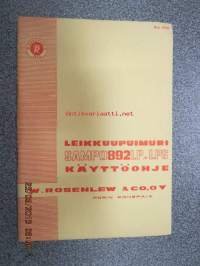 LEIKKUUPUIMURI
SAMPO 892 LP·LPS
KÄYTTÖOHJE
W. ROSENLEW & CO. OY
PORIN KONEPAJA